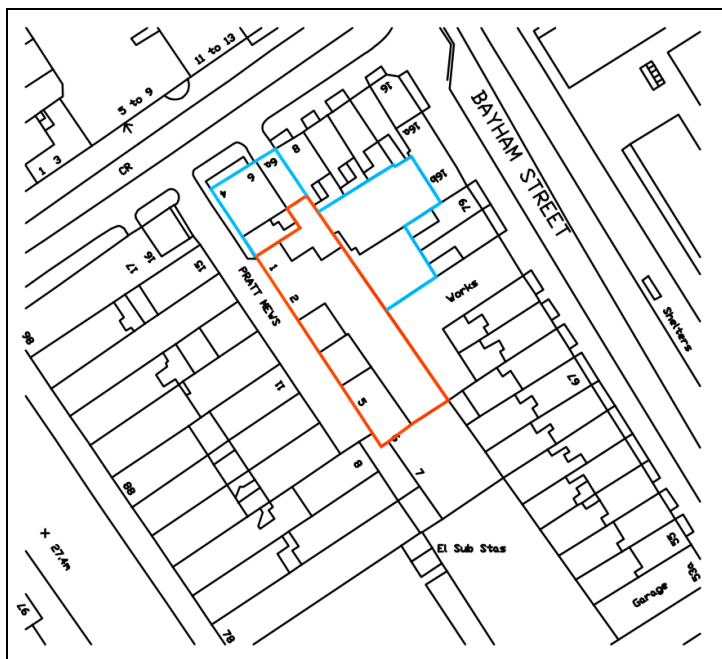 11 to 13
5 to 9
1 3
CR
16
16a
16b
8
6a
6
4
79
BAYHAM STREET
Works
Shelters
67
PRATT MEWS
1
2
5
6
7
8
15
16
17
11
98
88
78
97
+ 27.4m
El Sub Stas
55
53a
Garage